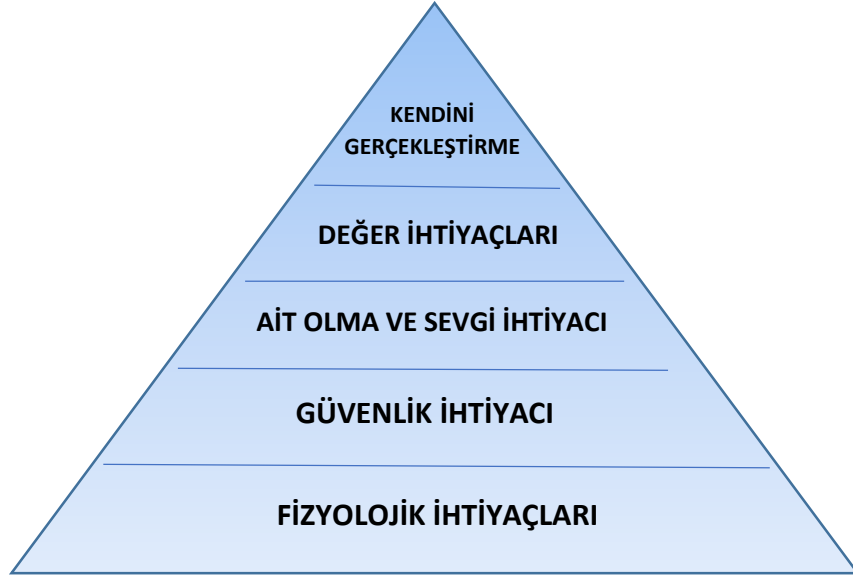 KENDİNİ
GERÇEKLEŞTİRME
DEĞER İHTİYAÇLARI
AİT OLMA VE SEVGİ İHTİYACI
GÜVENLİK İHTİYACI
FİZYOLOJİK İHTİYAÇLARI